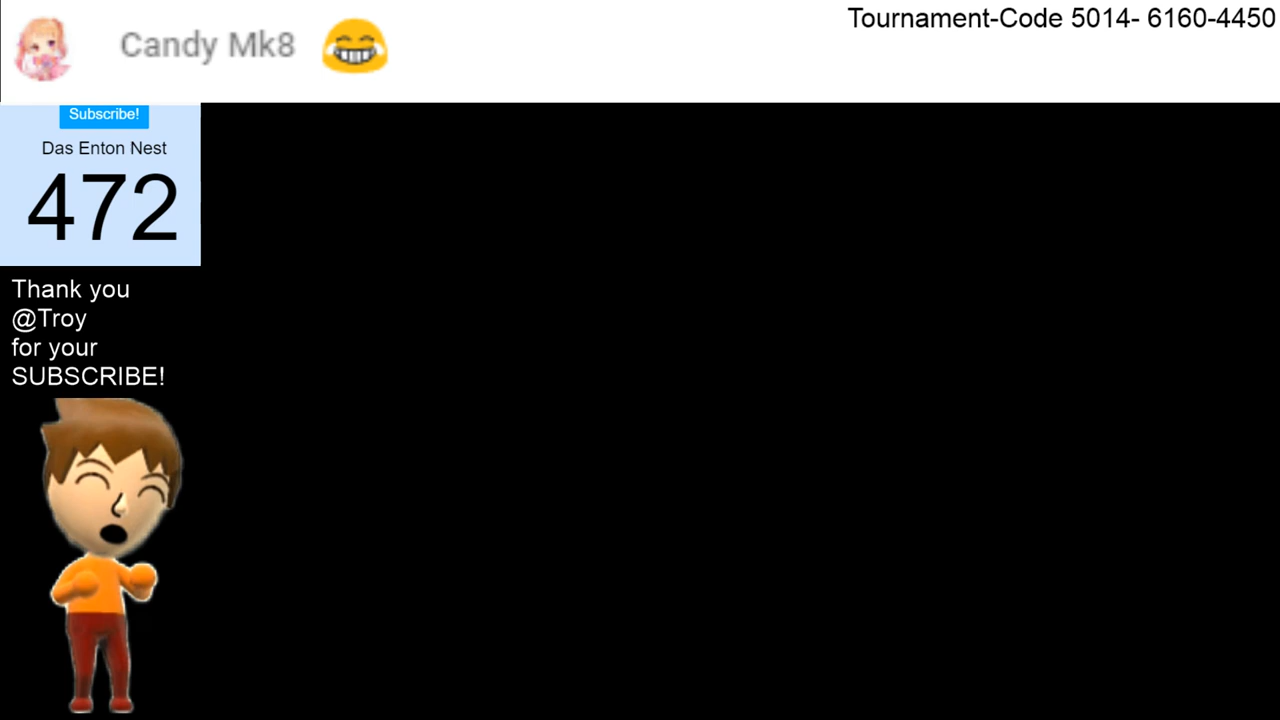 Candy Mk8 😂
Tournament-Code 5014- 6160-4450
Subscribe!
Das Enton Nest
472
Thank you
@Troy
for your
SUBSCRIBE!